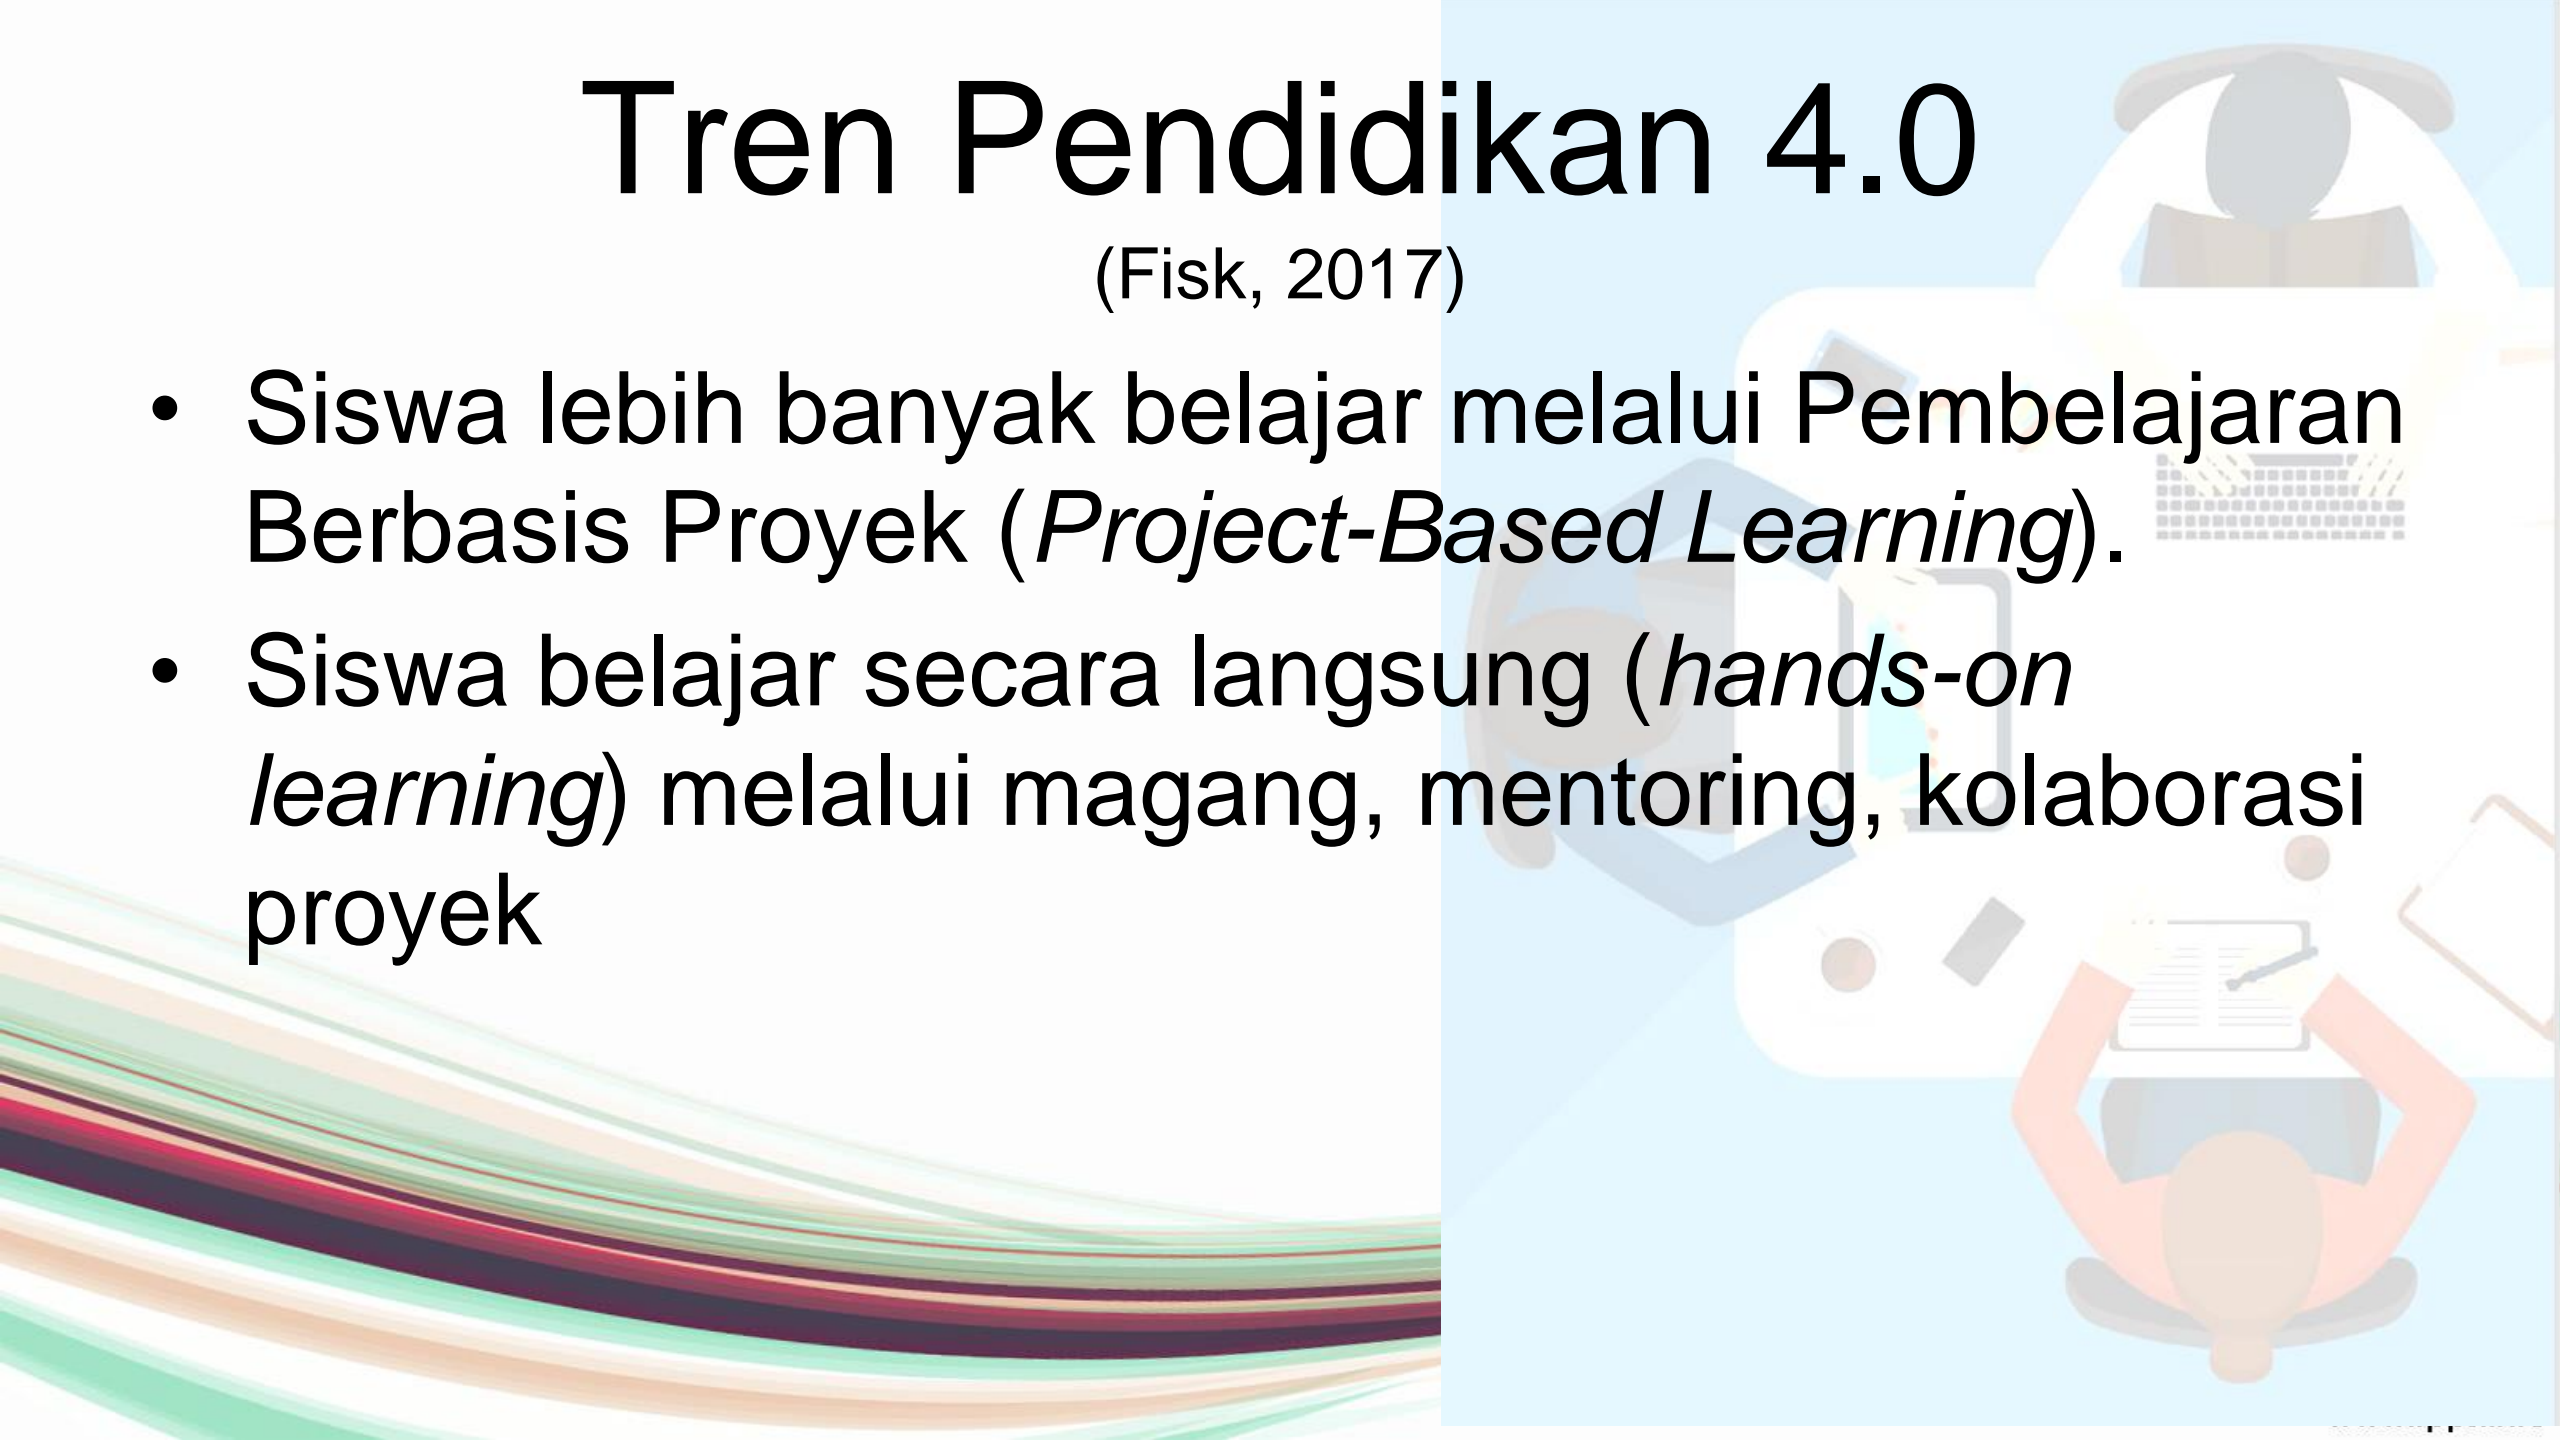 Tren Pendidikan 4.0
(Fisk, 2017)
• Siswa lebih banyak belajar melalui Pembelajaran
Berbasis Proyek (Project-Based Learning).
• Siswa belajar secara langsung (hands-on
learning) melalui magang, mentoring, kolaborasi
proyek